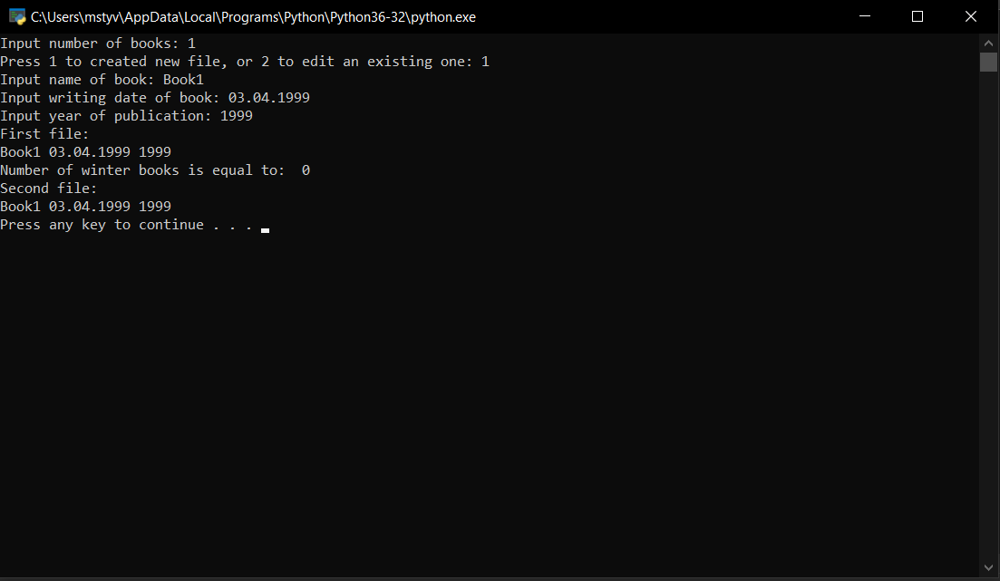 C:\Users\mstyv\AppData\Local\Programs\Python\Python36-32\python.exe
Input number of books: 1
Press 1 to created new file, or 2 to edit an existing one: 1
Input name of book: Book1
Input writing date of book: 03.04.1999
Input year of publication: 1999
First file:
Book1 03.04.1999 1999
Number of winter books is equal to:  0
Second file:
Book1 03.04.1999 1999
Press any key to continue . . .